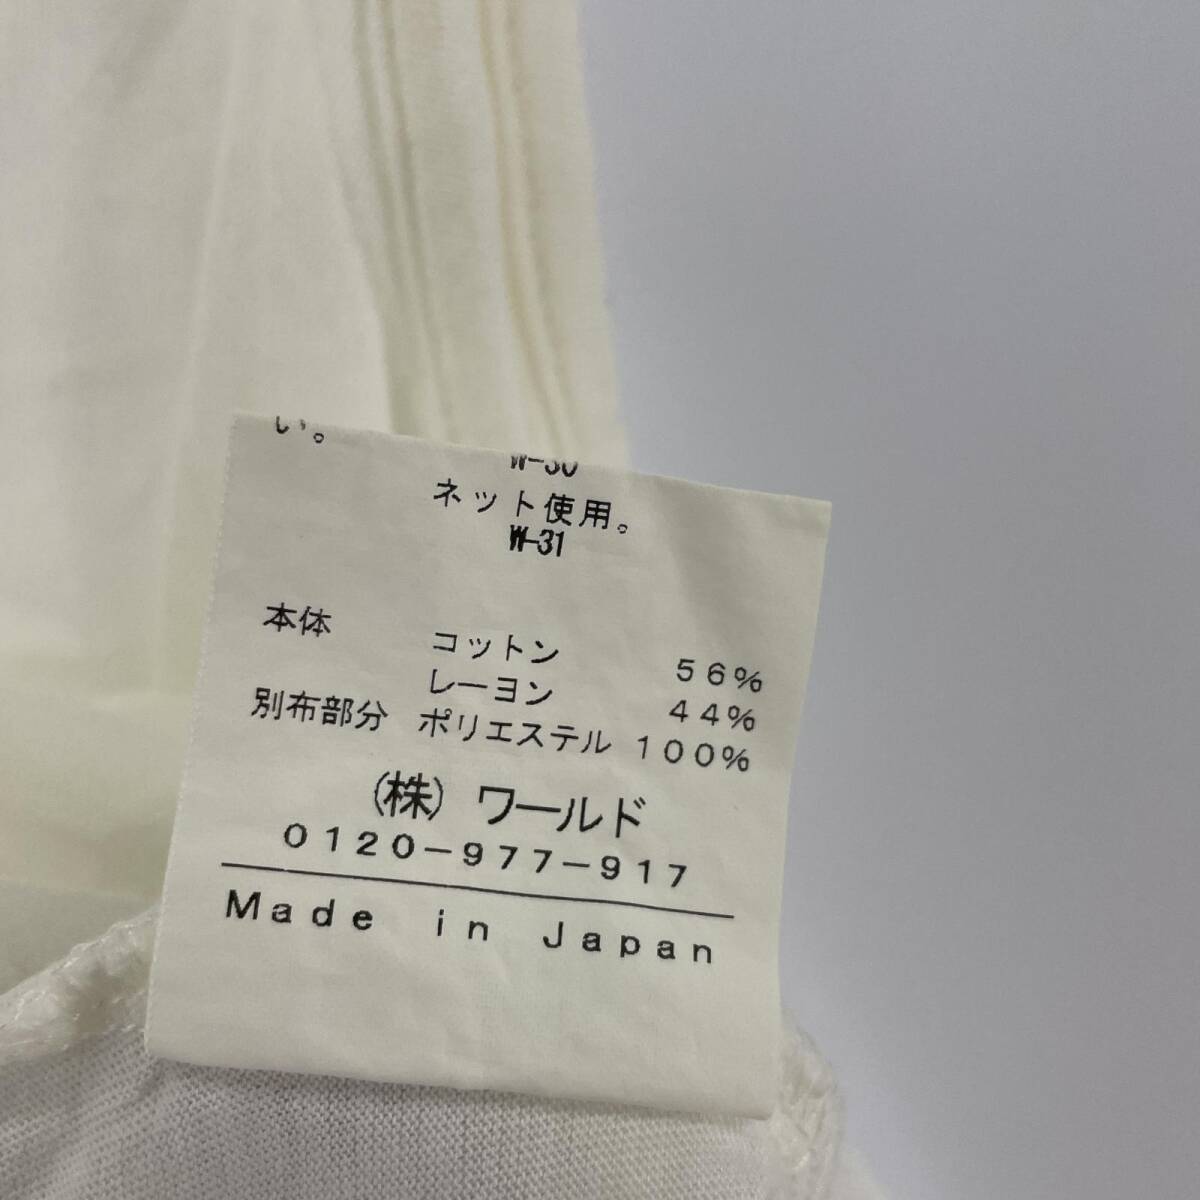 い。
W-30
ネット使用。
W-31
本体 コットン 56%
レーヨン 44%
別布部分 ポリエステル 100%
(株) ワールド
0120-977-917
Made in Japan